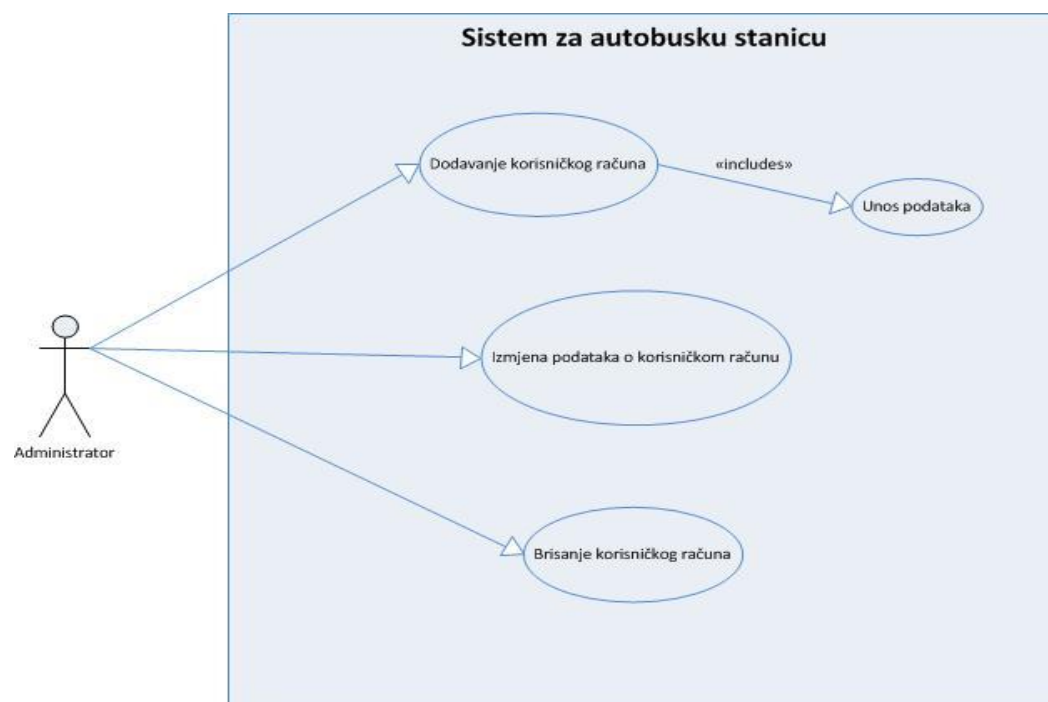 Sistem za autobusku stanicu
Dodavanje korisničkog računa
«includes»
Unos podataka
Izmjena podataka o korisničkom računu
Administrator
Brisanje korisničkog računa